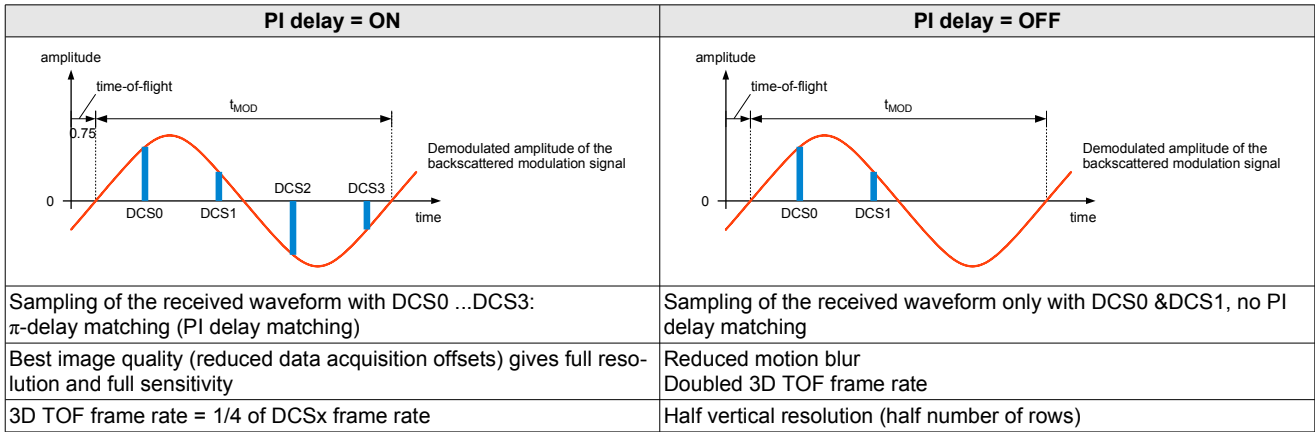 PI delay = ON
PI delay = OFF
amplitude
time-of-flight
tMOD
0.75
Demodulated amplitude of the
backscattered modulation signal
DCS2
DCS3
0
DCS0
DCS1
time
amplitude
time-of-flight
tMOD
Demodulated amplitude of the
backscattered modulation signal
0
DCS0
DCS1
time
Sampling of the received waveform with DCS0 ...DCS3:
π-delay matching (PI delay matching)
Sampling of the received waveform only with DCS0 &DCS1, no PI
delay matching
Best image quality (reduced data acquisition offsets) gives full reso-
lution and full sensitivity
Reduced motion blur
Doubled 3D TOF frame rate
3D TOF frame rate = 1/4 of DCSx frame rate
Half vertical resolution (half number of rows)